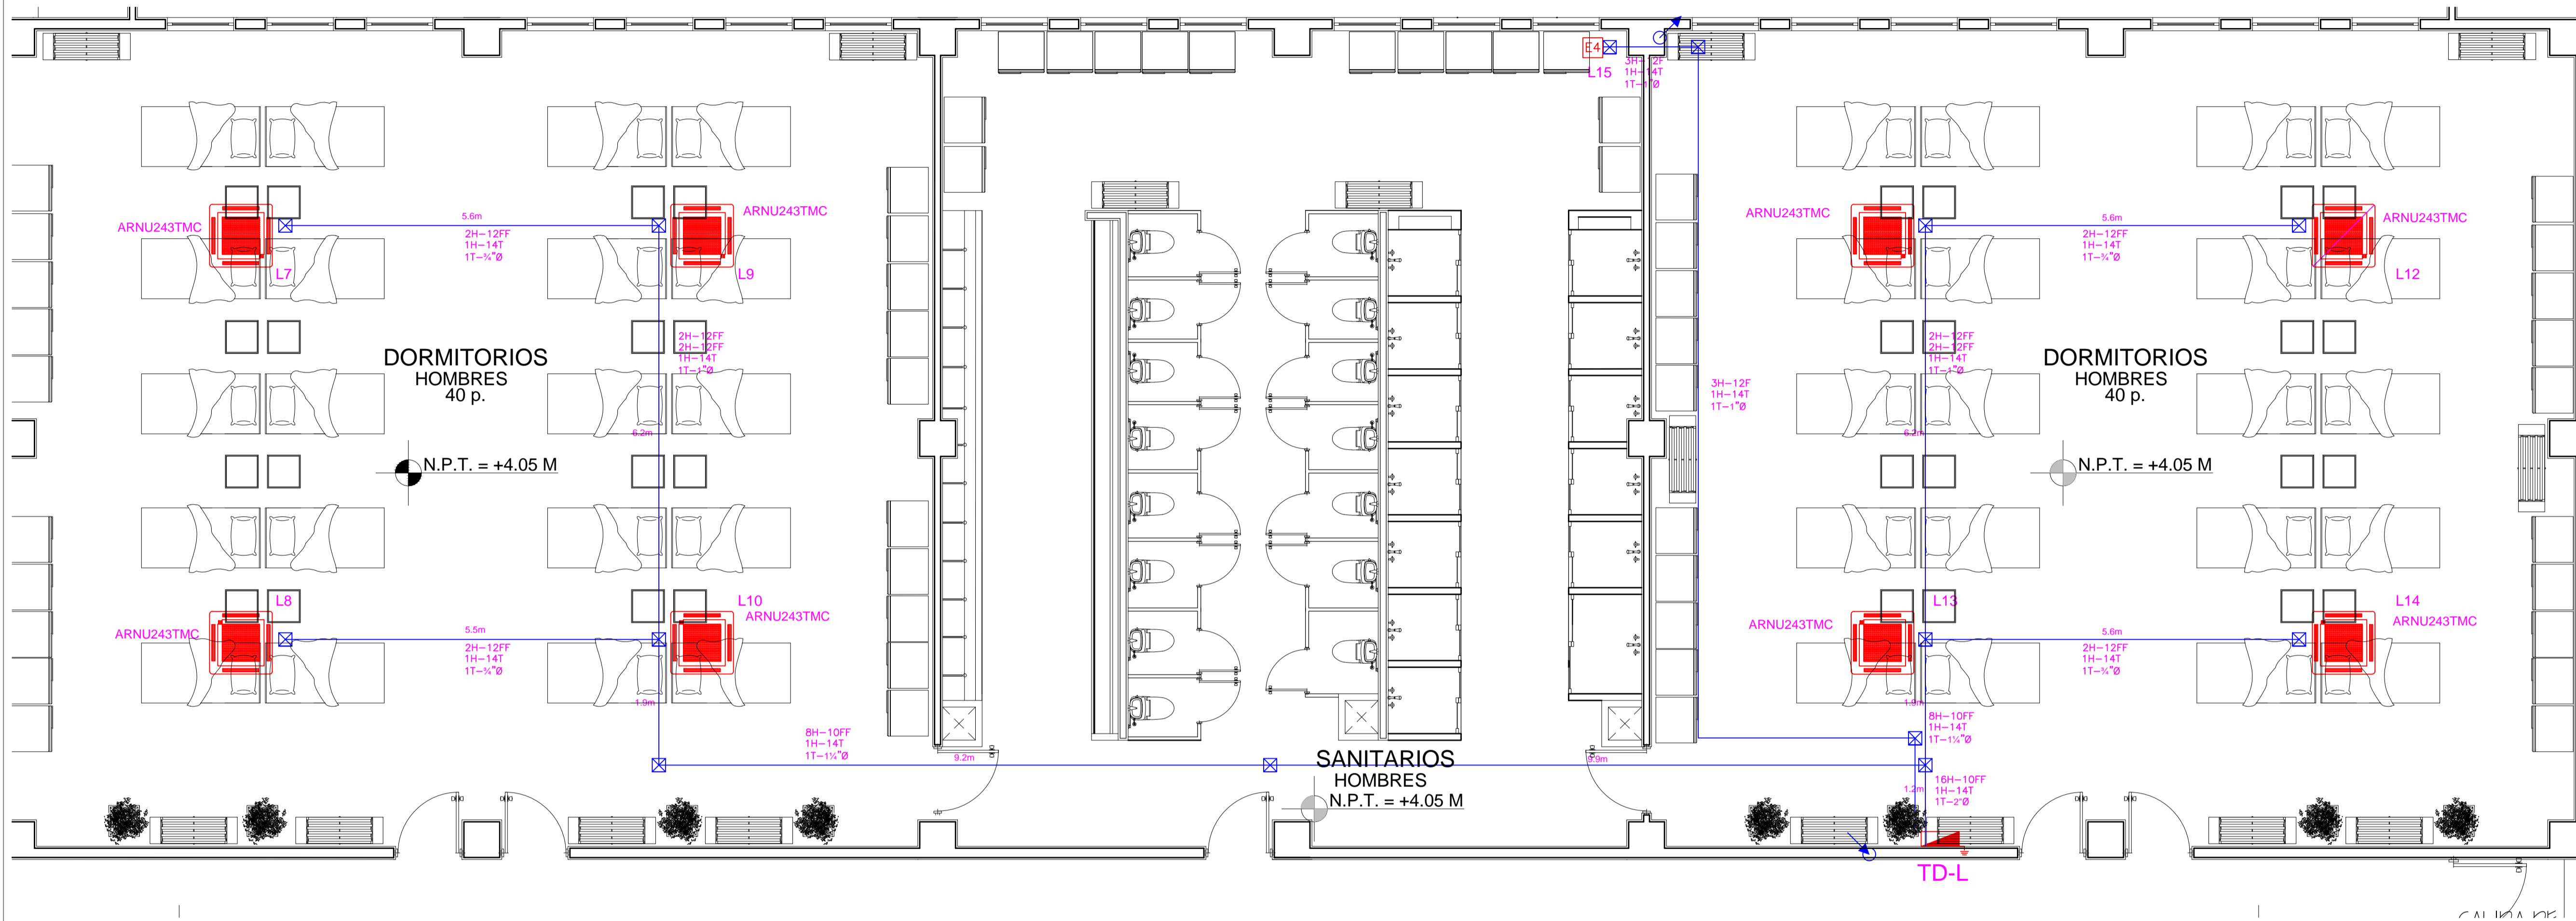 E4
L15
3H-12F
1H-14T
1T-1"Ø
ARNU243TMC
5.6m
2H-12FF
1H-14T
1T-¾"Ø
ARNU243TMC
L7
L9
ARNU243TMC
5.6m
2H-12FF
1H-14T
1T-¾"Ø
ARNU243TMC
L12
2H-12FF
2H-12FF
1H-14T
1T-1"Ø
DORMITORIOS
HOMBRES
40 p.
6.2m
N.P.T. = +4.05 M
3H-12F
1H-14T
1T-1"Ø
2H-12FF
2H-12FF
1H-14T
1T-1"Ø
DORMITORIOS
HOMBRES
40 p.
6.2m
N.P.T. = +4.05 M
L8
L10
ARNU243TMC
ARNU243TMC
5.5m
2H-12FF
1H-14T
1T-¾"Ø
1.9m
L13
L14
ARNU243TMC
ARNU243TMC
5.6m
2H-12FF
1H-14T
1T-¾"Ø
1.9m
8H-10FF
1H-14T
1T-1¼"Ø
9.2m
SANITARIOS
HOMBRES
N.P.T. = +4.05 M
9.9m
8H-10FF
1H-14T
1T-1¼"Ø
16H-10FF
1H-14T
1T-2"Ø
1.2m
TD-L